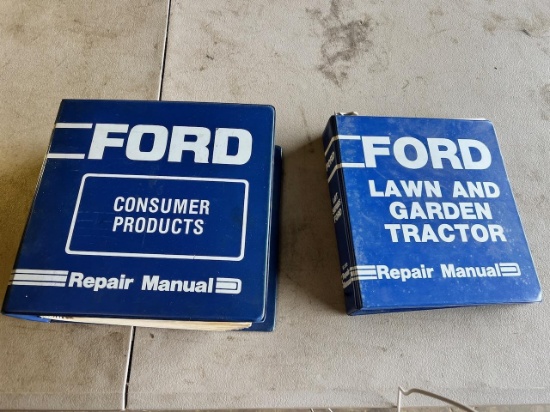 FORD
CONSUMER
PRODUCTS
Repair Manual
FORD
LAWN AND
GARDEN
TRACTOR
Repair Manual